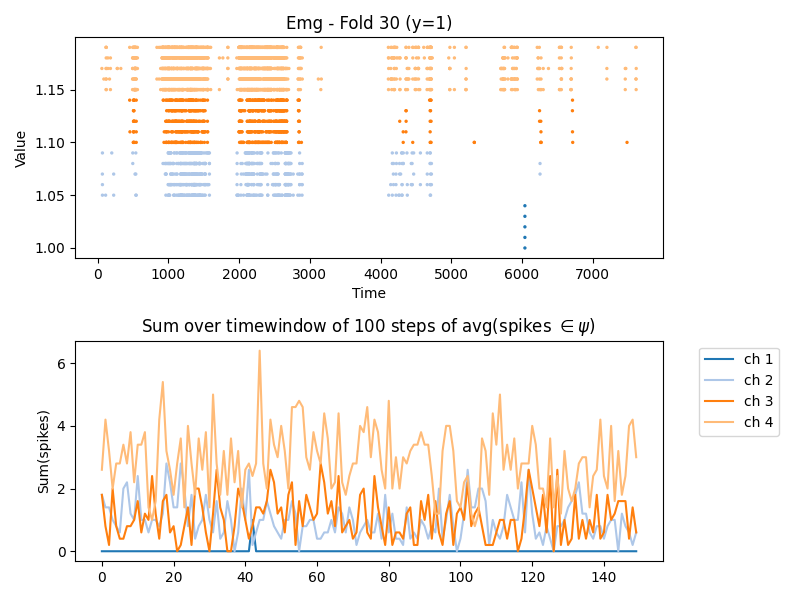 Emg - Fold 30 (y=1)
Value
1.15
1.10
1.05
1.00
0 1000 2000 3000 4000 5000 6000 7000
Time
Sum over timewindow of 100 steps of avg(spikes ∈ ψ)
Sum(spikes)
6
4
2
0
0 20 40 60 80 100 120 140
ch 1
ch 2
ch 3
ch 4